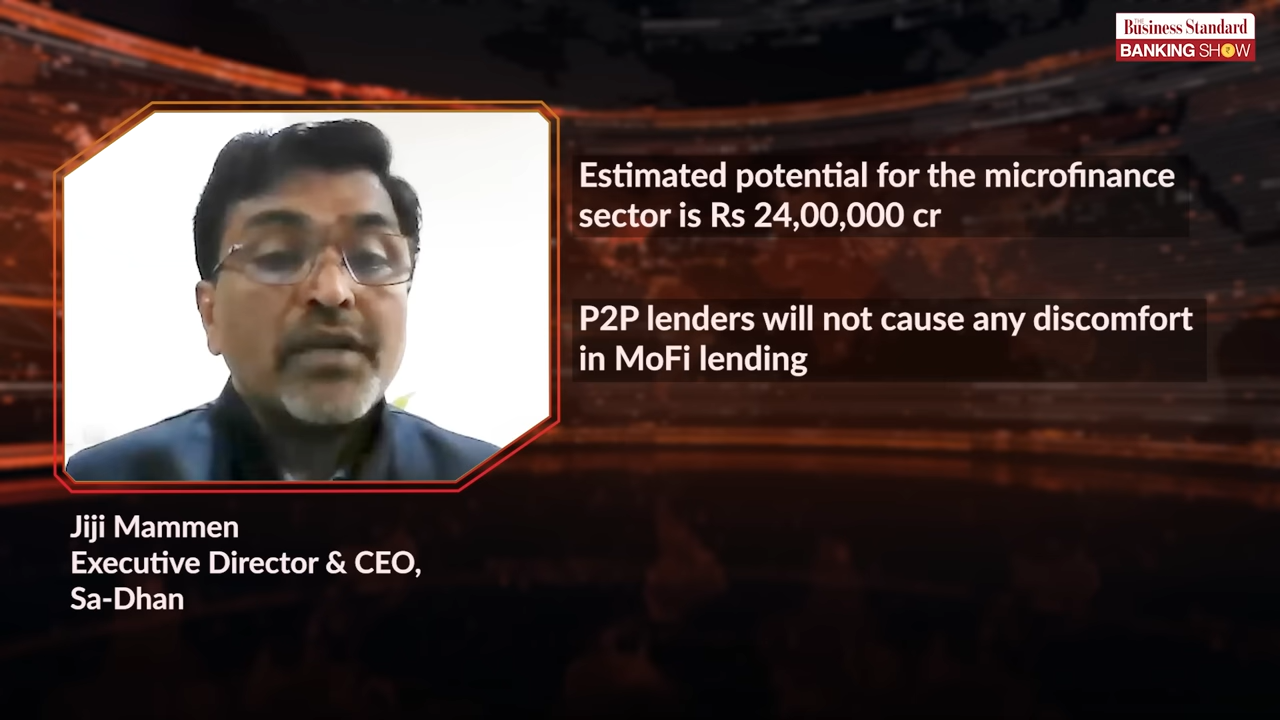 THE
Business Standard
BANKING SHOW
Estimated potential for the microfinance
sector is Rs 24,00,000 cr
P2P lenders will not cause any discomfort
in MoFi lending
Jiji Mammen
Executive Director & CEO,
Sa-Dhan